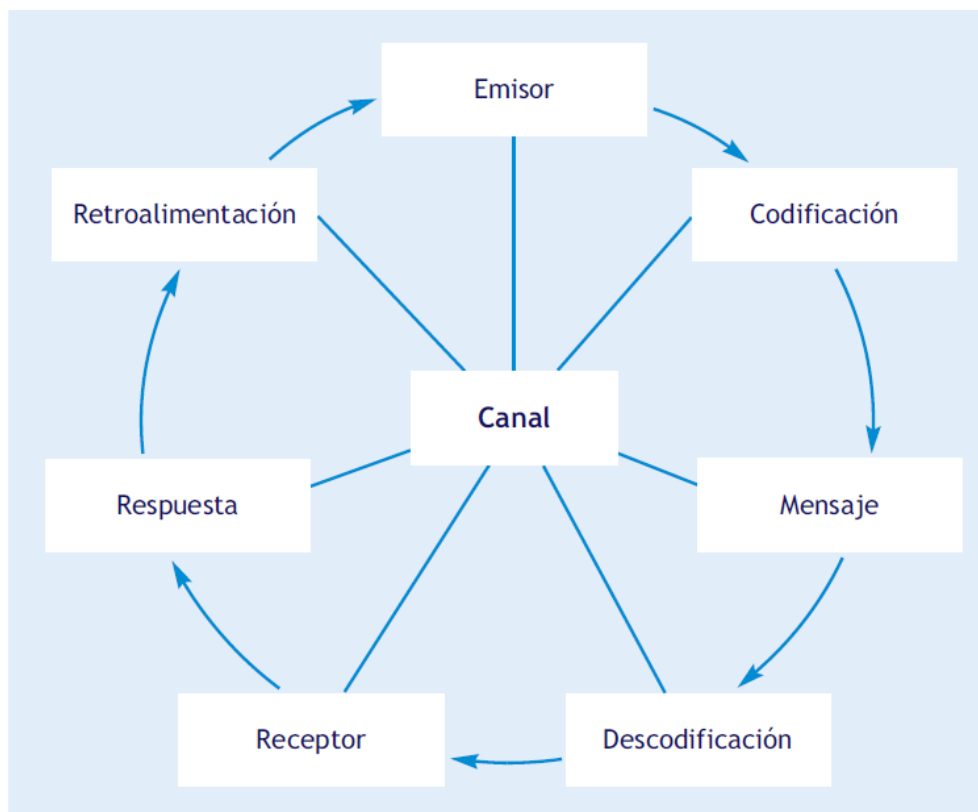 Emisor
Codificación
Mensaje
Descodificación
Receptor
Respuesta
Retroalimentación
Canal